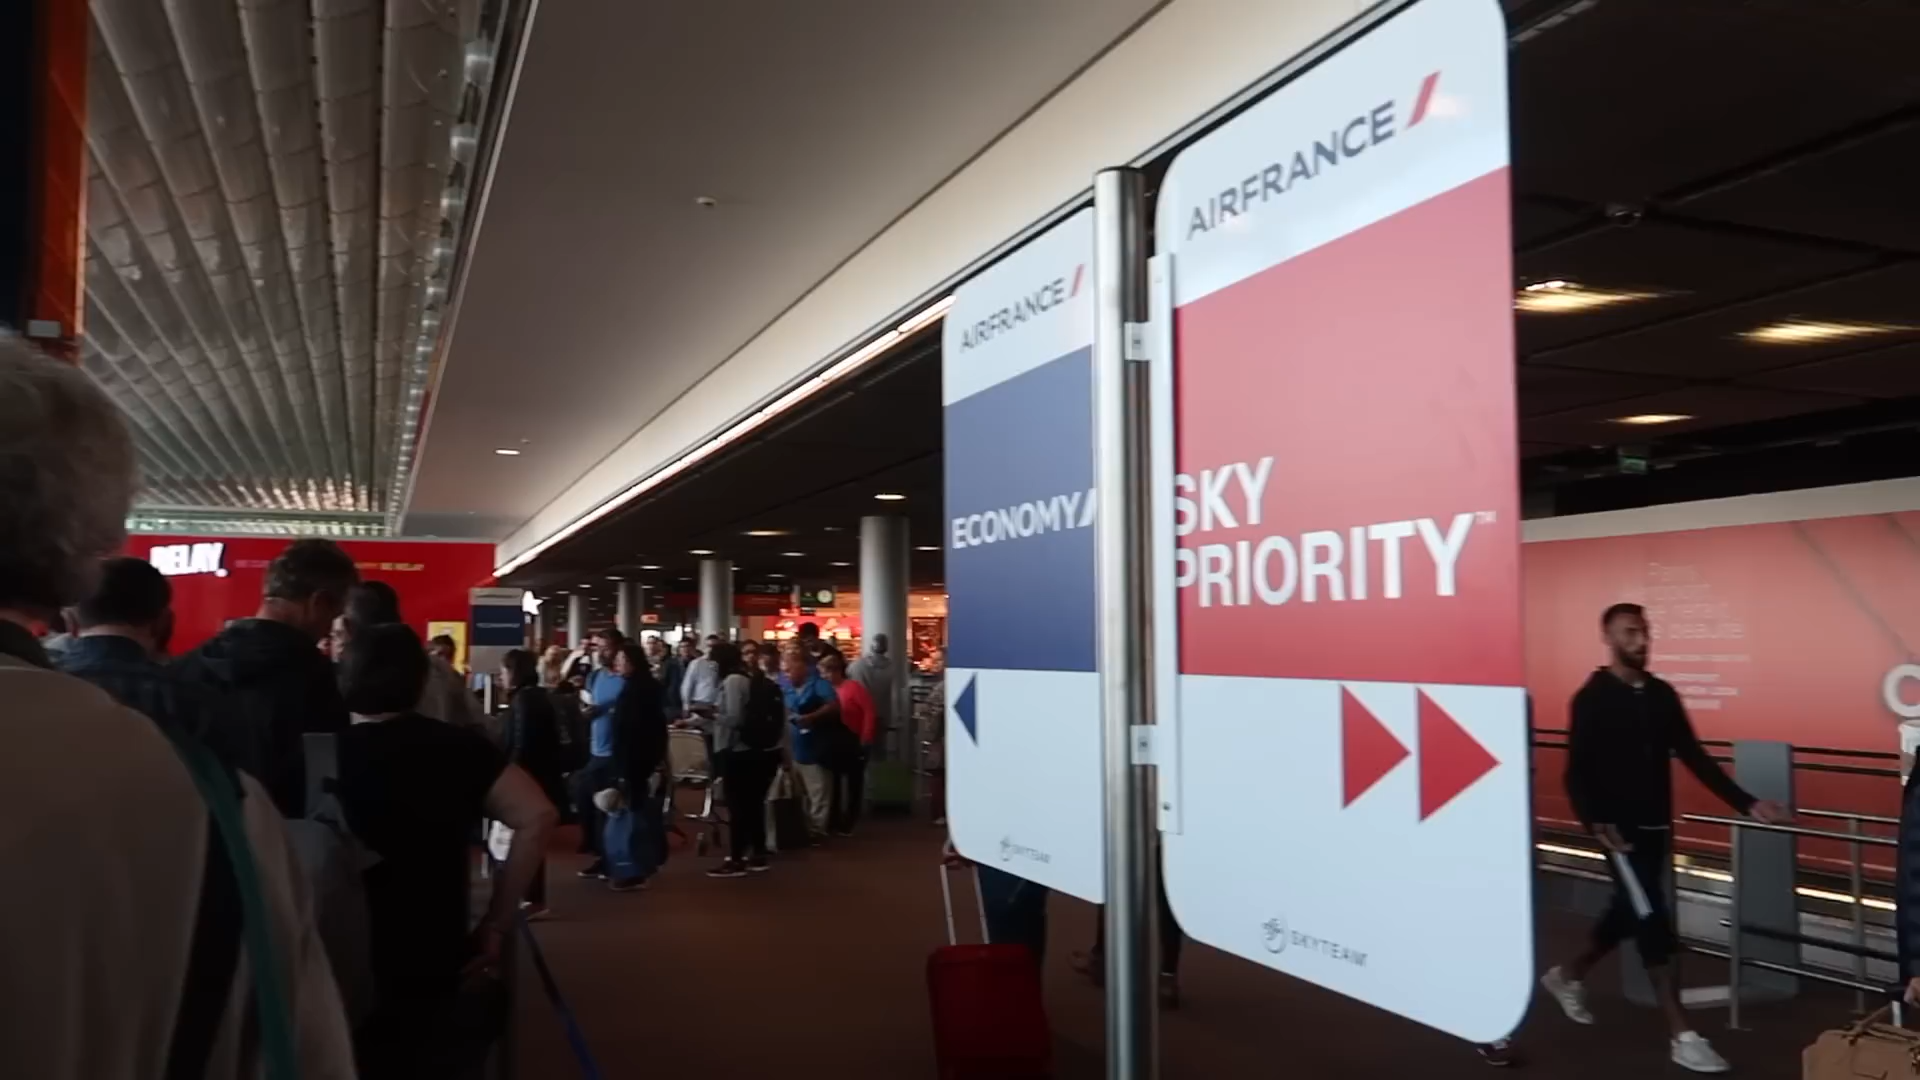 AIRFRANCE
ECONOMY
SKYTEAM
AIRFRANCE
SKY
PRIORITY™
SKYTEAM
RELAY